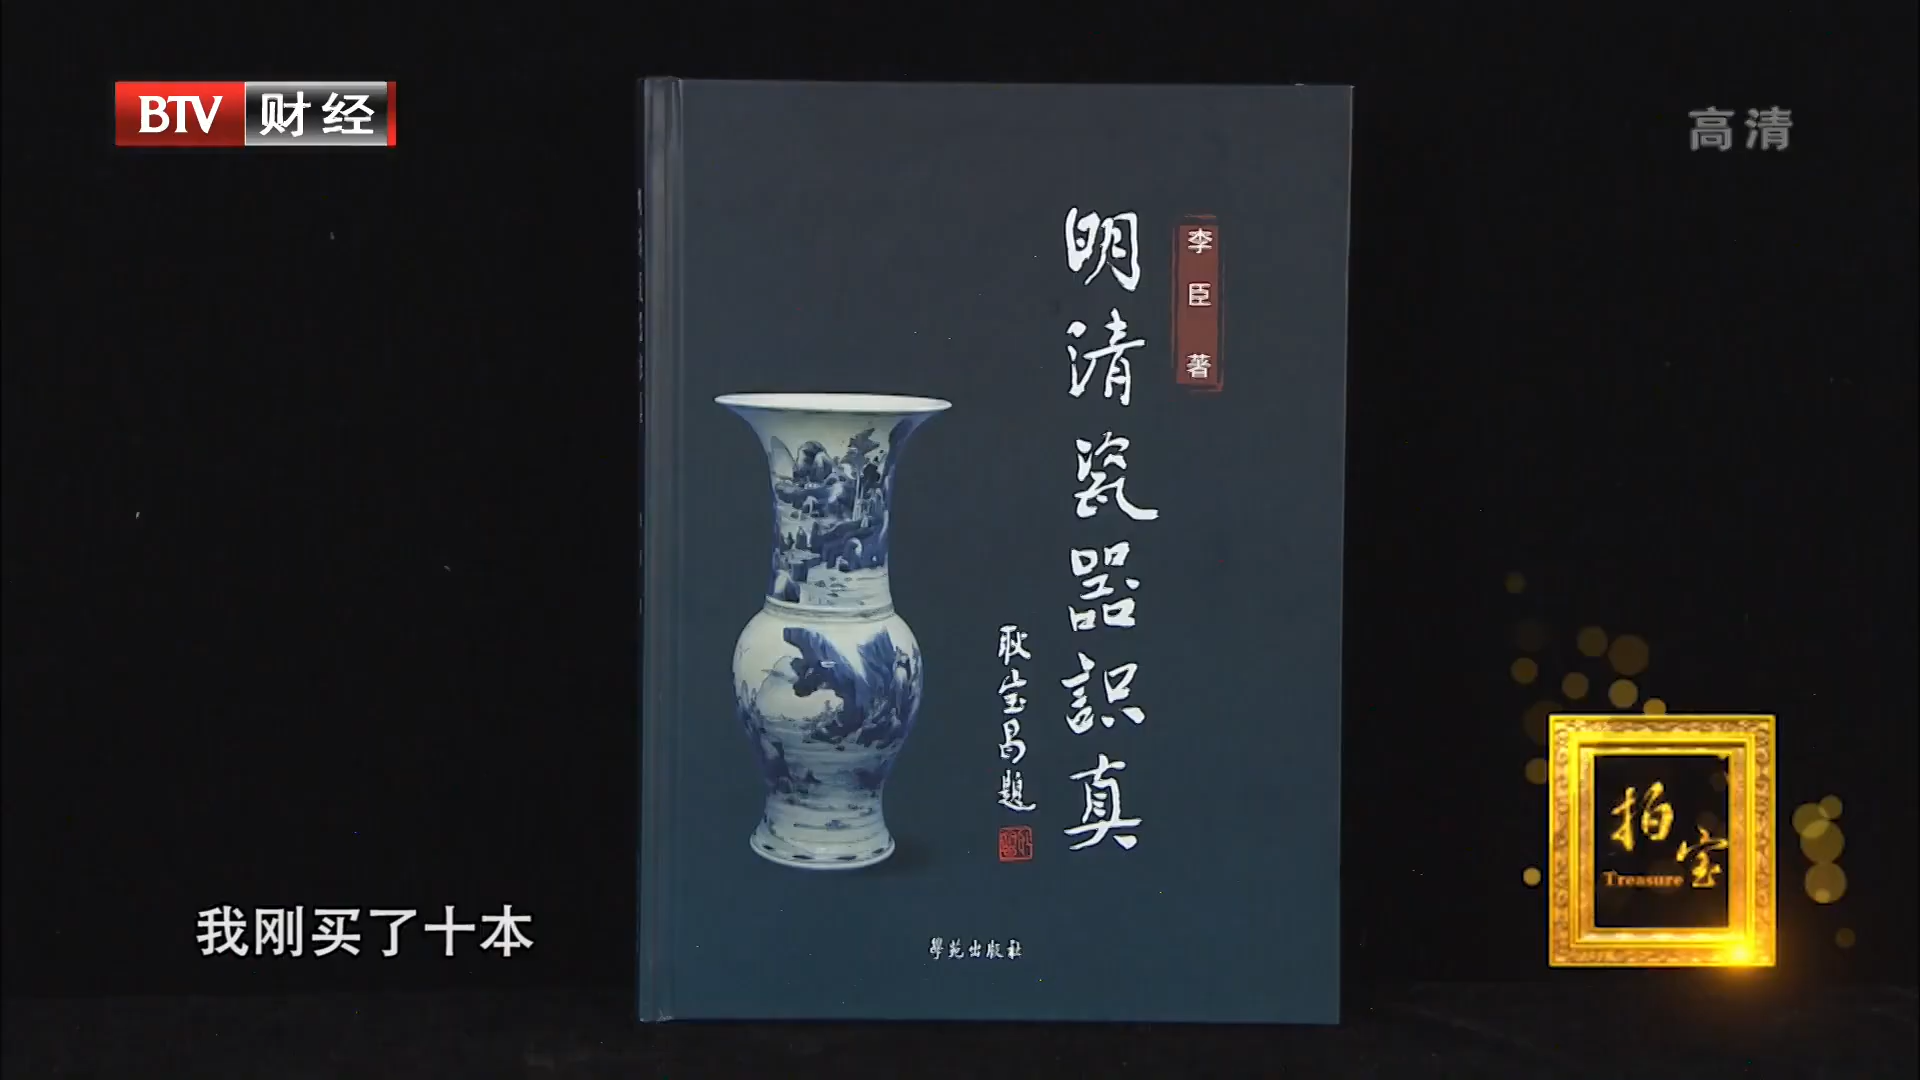 BTV 财经
高清
李臣 著
明清瓷器识真
耿宝昌题
學苑出版社
拍宝
Treasure
我刚买了十本